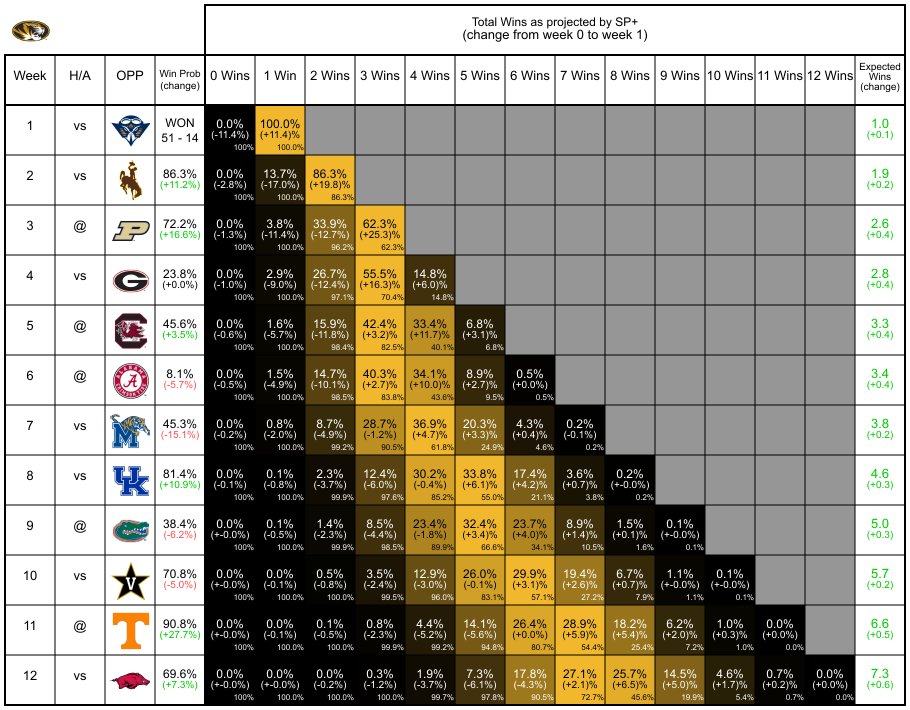 Total Wins as projected by SP+
(change from week 0 to week 1)
Week H/A OPP Win Prob (change) 0 Wins 1 Win 2 Wins 3 Wins 4 Wins 5 Wins 6 Wins 7 Wins 8 Wins 9 Wins 10 Wins 11 Wins 12 Wins Expected Wins (change)
1 vs WON 0.0% 100.0% 1.0
51 - 14 (-11.4%) (+11.4)% (+0.1)
100% 100.0%
2 vs 86.3% 0.0% 13.7% 86.3% 1.9
(+11.2%) (-2.8%) (-17.0%) (+19.8)% (+0.2)
100% 100.0% 86.3%
3 @ P 72.2% 0.0% 3.8% 33.9% 62.3% 2.6
(+16.6%) (-1.3%) (-11.4%) (-12.7%) (+25.3)% (+0.4)
100% 100.0% 96.2% 62.3%
4 vs G 23.8% 0.0% 2.9% 26.7% 55.5% 14.8% 2.8
(+0.0%) (-1.0%) (-9.0%) (-12.4%) (+16.3)% (+6.0)% (+0.4)
100% 100.0% 97.1% 70.4% 14.8%
5 @ C 45.6% 0.0% 1.6% 15.9% 42.4% 33.4% 6.8% 3.3
(+3.5%) (-0.6%) (-5.7%) (-11.8%) (+3.2)% (+11.7)% (+3.1)% (+0.4)
100% 100.0% 98.4% 82.5% 40.1% 6.8%
6 @ ALABAMA A 8.1% 0.0% 1.5% 14.7% 40.3% 34.1% 8.9% 0.5% 3.4
(-5.7%) (-0.5%) (-4.9%) (-10.1%) (+2.7)% (+10.0)% (+2.7)% (+0.0)% (+0.4)
100% 100.0% 98.5% 83.8% 43.6% 9.5% 0.5%
7 vs M 45.3% 0.0% 0.8% 8.7% 28.7% 36.9% 20.3% 4.3% 0.2% 3.8
(-15.1%) (-0.2%) (-2.0%) (-4.9%) (-1.2%) (+4.7)% (+3.3)% (+0.4)% (-0.1)% (+0.2)
100% 100.0% 99.2% 90.5% 61.8% 24.9% 4.6% 0.2%
8 vs UK 81.4% 0.0% 0.1% 2.3% 12.4% 30.2% 33.8% 17.4% 3.6% 0.2% 4.6
(+10.9%) (-0.1%) (-0.8%) (-3.7%) (-6.0%) (-0.4%) (+6.1)% (+4.2)% (+0.7)% (+-0.0)% (+0.3)
100% 100.0% 99.9% 97.6% 85.2% 55.0% 21.1% 3.8% 0.2%
9 @ 38.4% 0.0% 0.1% 1.4% 8.5% 23.4% 32.4% 23.7% 8.9% 1.5% 0.1% 5.0
(-6.2%) (+-0.0%) (-0.5%) (-2.3%) (-4.4%) (-1.8%) (+3.4)% (+4.0)% (+1.4)% (+0.1)% (+-0.0)% (+0.3)
100% 100.0% 99.9% 98.5% 89.9% 66.6% 34.1% 10.5% 1.6% 0.1%
10 vs V 70.8% 0.0% 0.0% 0.5% 3.5% 12.9% 26.0% 29.9% 19.4% 6.7% 1.1% 0.1% 5.7
(-5.0%) (+-0.0%) (-0.1%) (-0.8%) (-2.4%) (-3.0%) (-0.1%) (+3.1)% (+2.6)% (+0.7)% (+-0.0)% (+-0.0)% (+0.2)
100% 100.0% 100.0% 99.5% 96.0% 83.1% 57.1% 27.2% 7.9% 1.1% 0.1%
11 @ T 90.8% 0.0% 0.0% 0.1% 0.8% 4.4% 14.1% 26.4% 28.9% 18.2% 6.2% 1.0% 0.0% 6.6
(+27.7%) (+-0.0%) (-0.1%) (-0.5%) (-2.3%) (-5.2%) (-5.6%) (+0.0)% (+5.9)% (+5.4)% (+2.0)% (+0.3)% (+0.0)% (+0.5)
100% 100.0% 100.0% 99.9% 99.2% 94.8% 80.7% 54.4% 25.4% 7.2% 1.0% 0.0%
12 vs 69.6% 0.0% 0.0% 0.0% 0.3% 1.9% 7.3% 17.8% 27.1% 25.7% 14.5% 4.6% 0.7% 0.0% 7.3
(+7.3%) (+-0.0%) (+-0.0%) (-0.2%) (-1.2%) (-3.7%) (-6.1%) (-4.3%) (+2.1)% (+6.5)% (+5.0)% (+1.7)% (+0.2)% (+0.0)% (+0.6)
100% 100.0% 100.0% 100.0% 99.7% 97.8% 90.5% 72.7% 45.6% 19.9% 5.4% 0.7% 0.0%